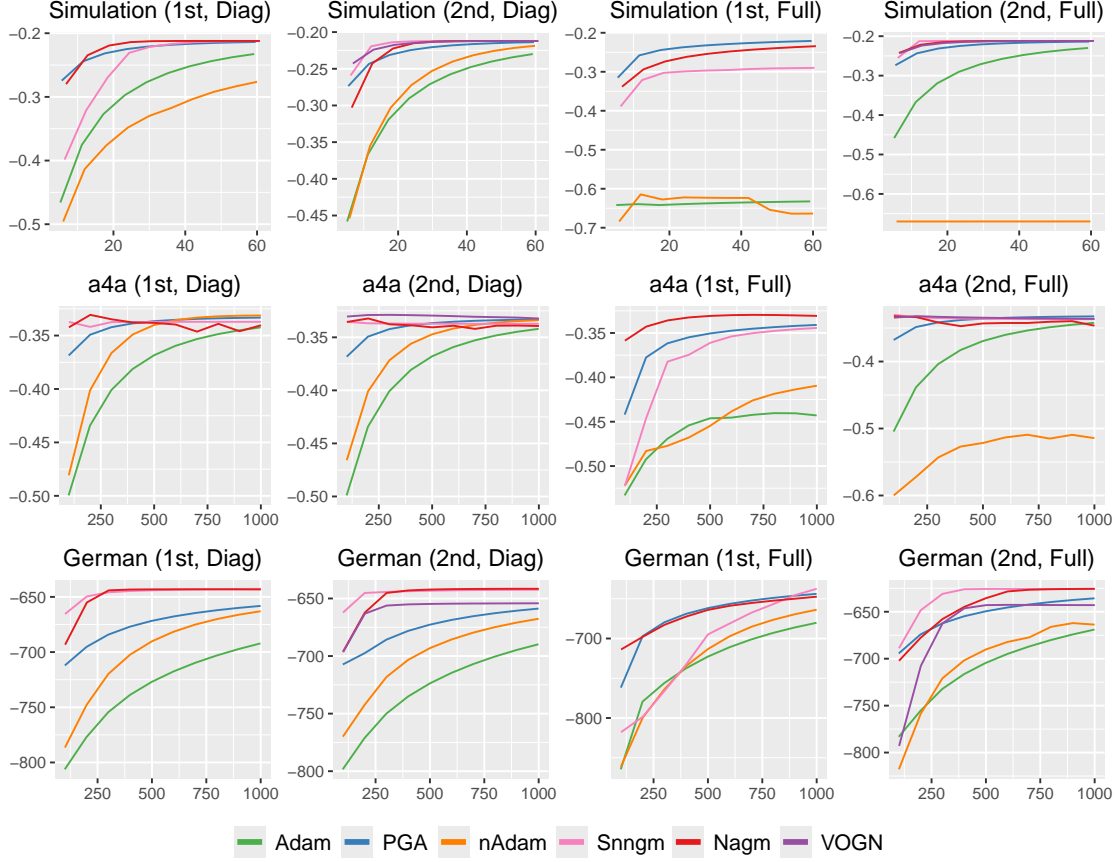 Simulation (1st, Diag) Simulation (2nd, Diag) Simulation (1st, Full) Simulation (2nd, Full)
−0.2 −0.20 −0.2 −0.2
−0.25 −0.3 −0.3
−0.3 −0.30 −0.4 −0.4
−0.35 −0.5 −0.5
−0.4 −0.40 −0.6 −0.6
−0.5 −0.45 −0.7 −0.7
20 40 60 20 40 60 20 40 60 20 40 60
a4a (1st, Diag) a4a (2nd, Diag) a4a (1st, Full) a4a (2nd, Full)
−0.35 −0.35 −0.35
−0.40 −0.40 −0.40 −0.4
−0.45 −0.45 −0.45 −0.5
−0.50 −0.50 −0.50 −0.6
250 500 750 1000 250 500 750 1000 250 500 750 1000 250 500 750 1000
German (1st, Diag) German (2nd, Diag) German (1st, Full) German (2nd, Full)
−650 −650 −650
−700 −700 −700 −700
−750 −750 −750
−800 −800 −800 −800
250 500 750 1000 250 500 750 1000 250 500 750 1000 250 500 750 1000
Adam PGA nAdam Snngm Nagm VOGN